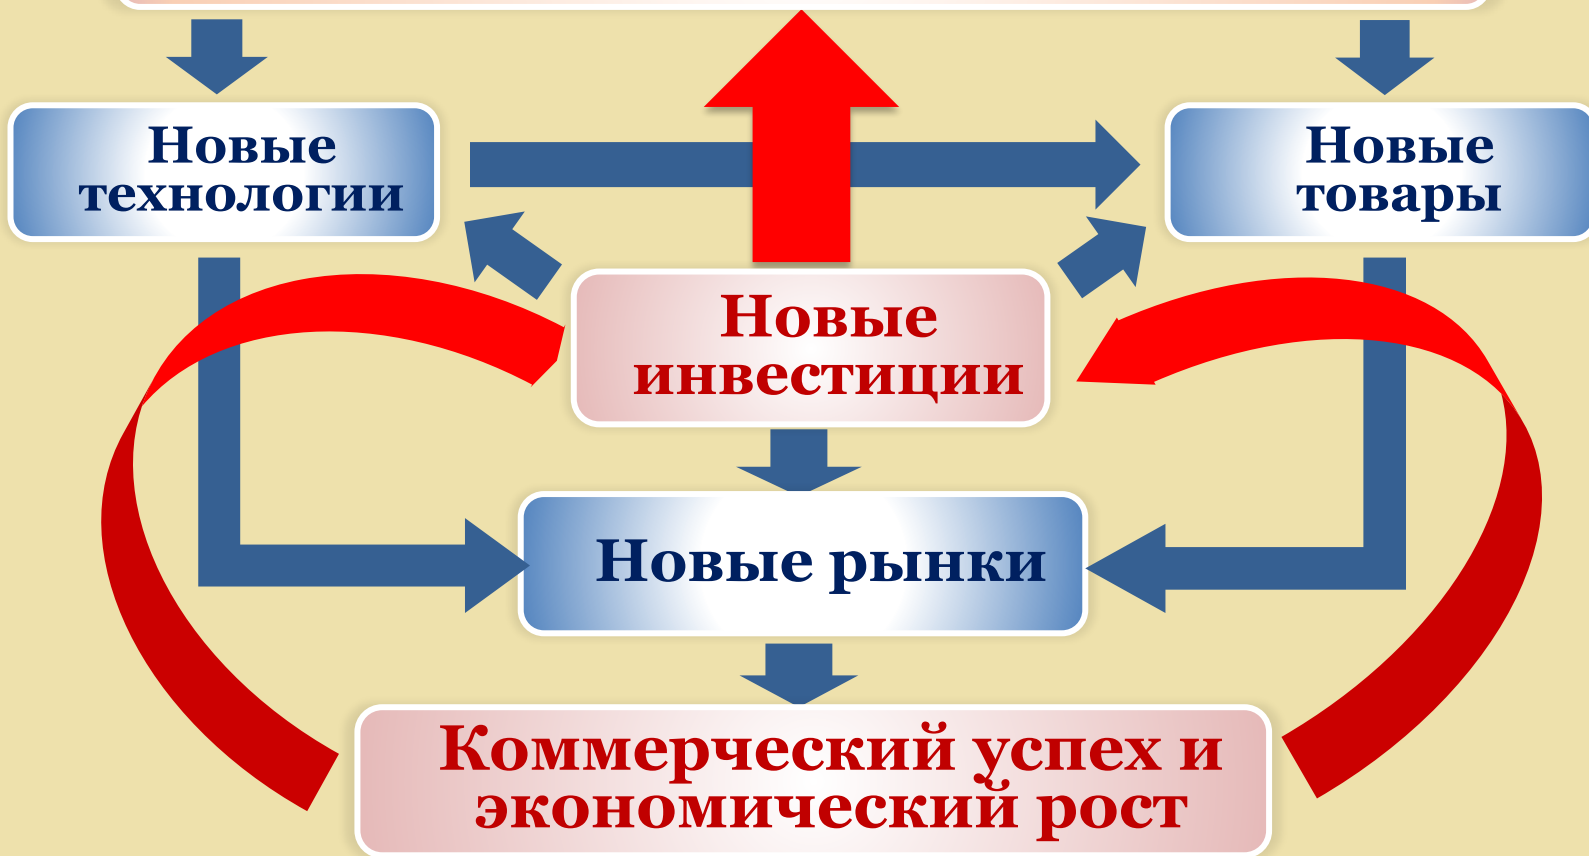 Новые
технологии
Новые
товары
Новые
инвестиции
Новые рынки
Коммерческий успех и
экономический рост